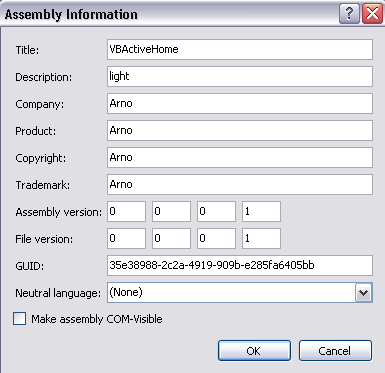 Assembly Information
Title: VBActiveHome
Description: light
Company: Arno
Product: Arno
Copyright: Arno
Trademark: Arno
Assembly version: 0 0 0 1
File version: 0 0 0 1
GUID: 35e38988-2c2a-4919-909b-e285fa6405bb
Neutral language: (None)
Make assembly COM-Visible
OK Cancel